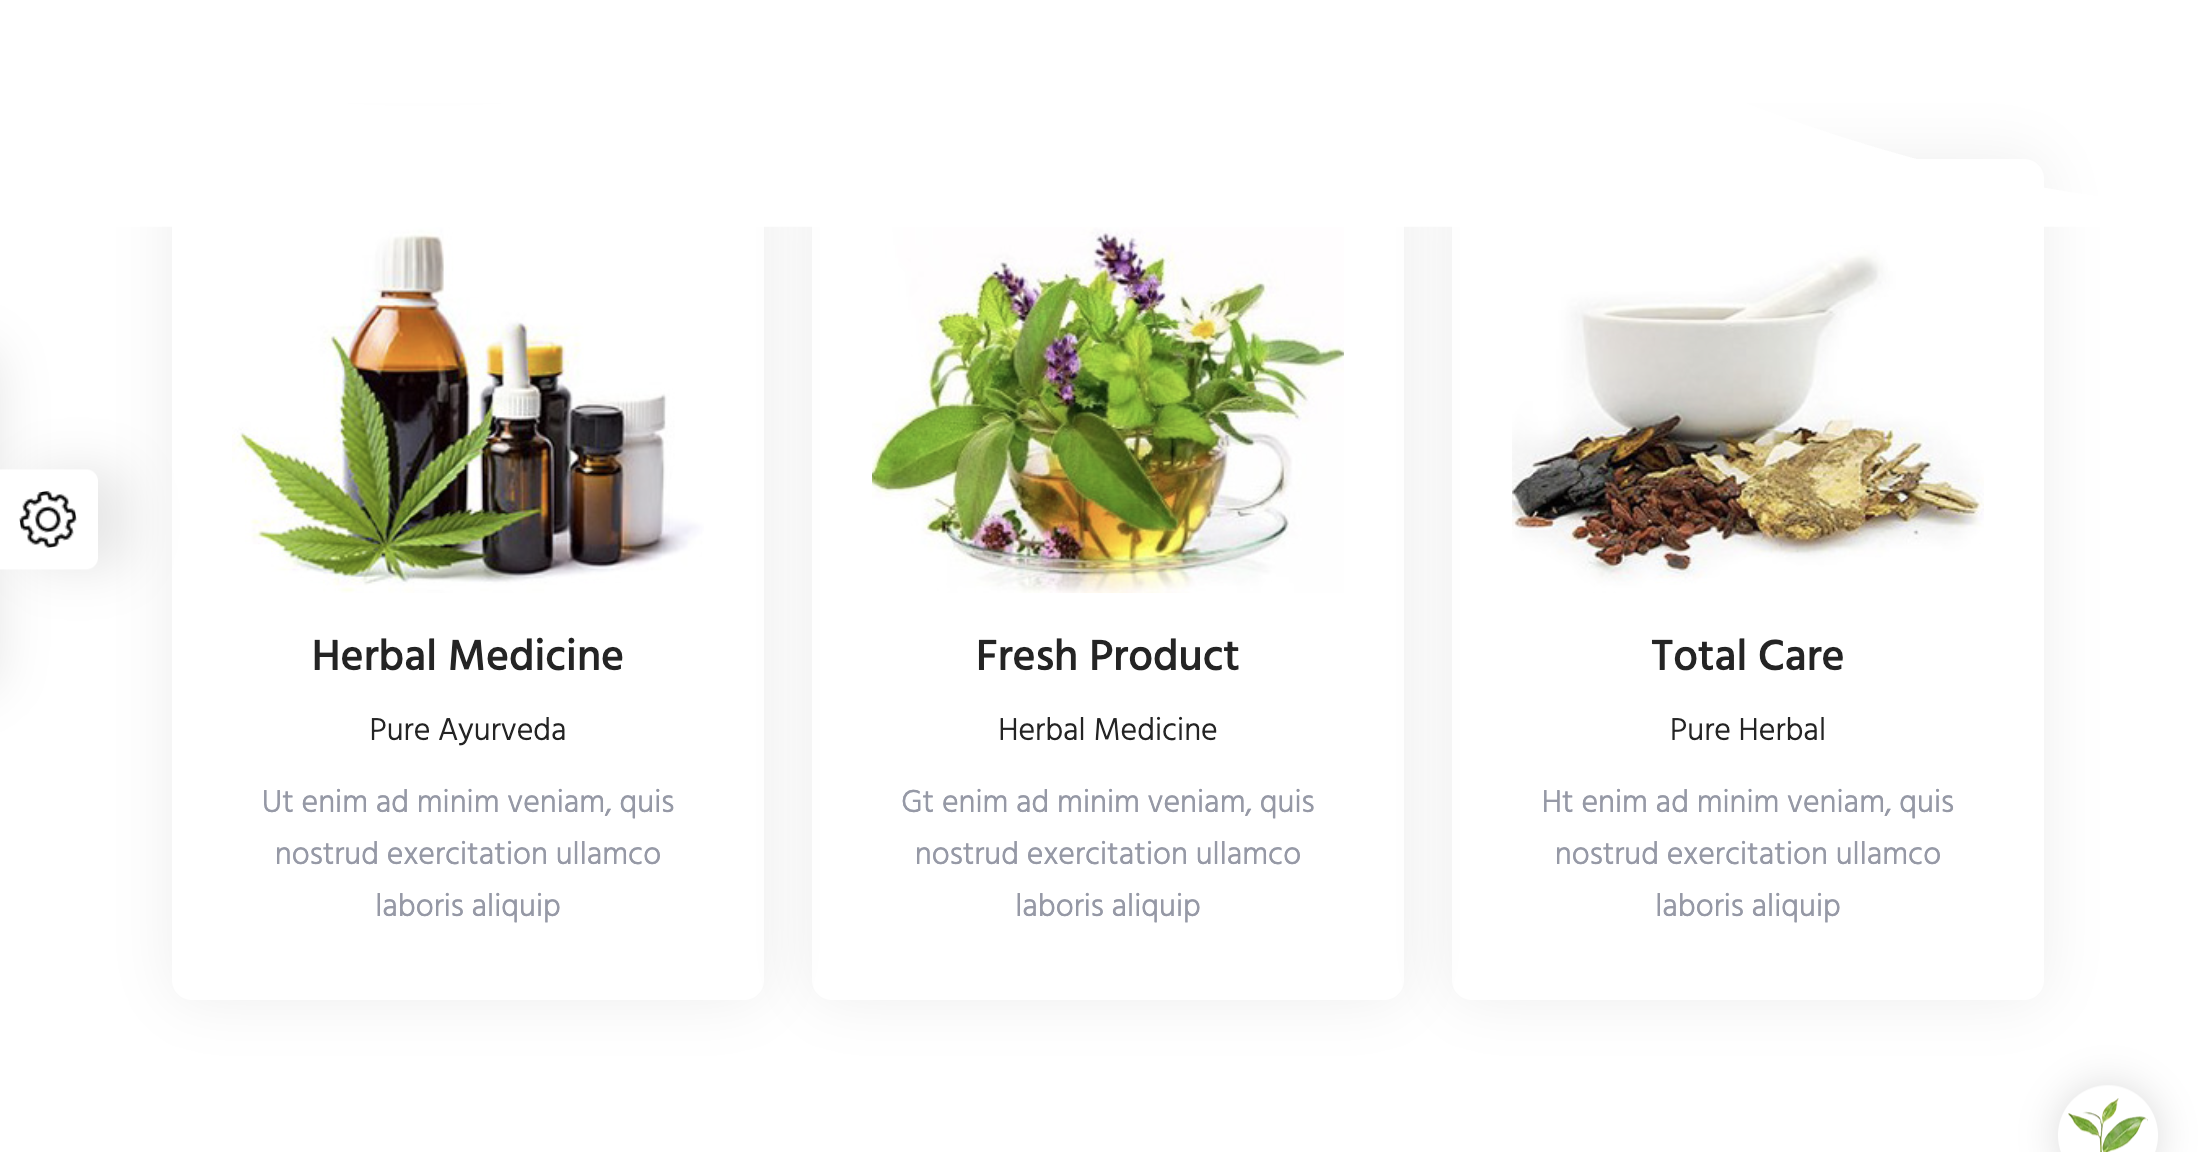 Herbal Medicine
Pure Ayurveda
Ut enim ad minim veniam, quis
nostrud exercitation ullamco
laboris aliquip
Fresh Product
Herbal Medicine
Gt enim ad minim veniam, quis
nostrud exercitation ullamco
laboris aliquip
Total Care
Pure Herbal
Ht enim ad minim veniam, quis
nostrud exercitation ullamco
laboris aliquip